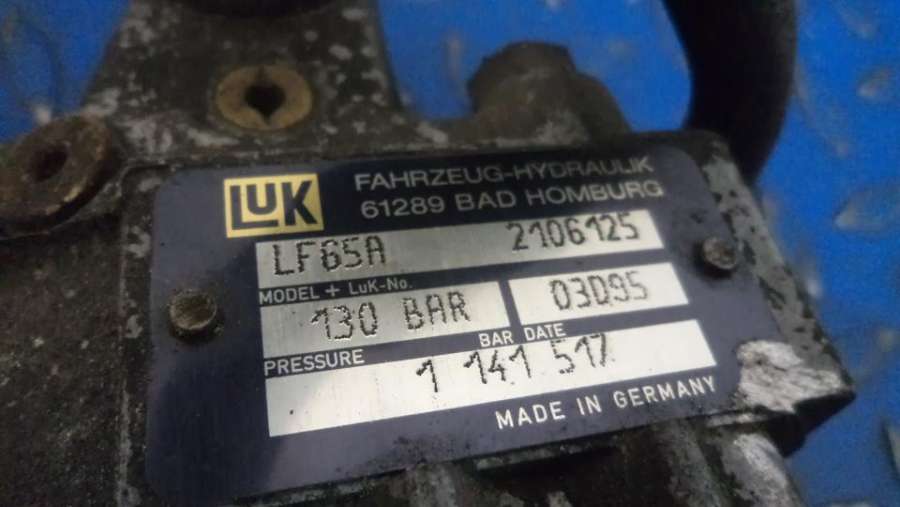 LUK
FAHRZEUG-HYDRAULIK
61289 BAD HOMBURG
LF65A 2106125
MODEL + LUK-No.
130 BAR 03095
PRESSURE BAR DATE
1 141 517
MADE IN GERMANY